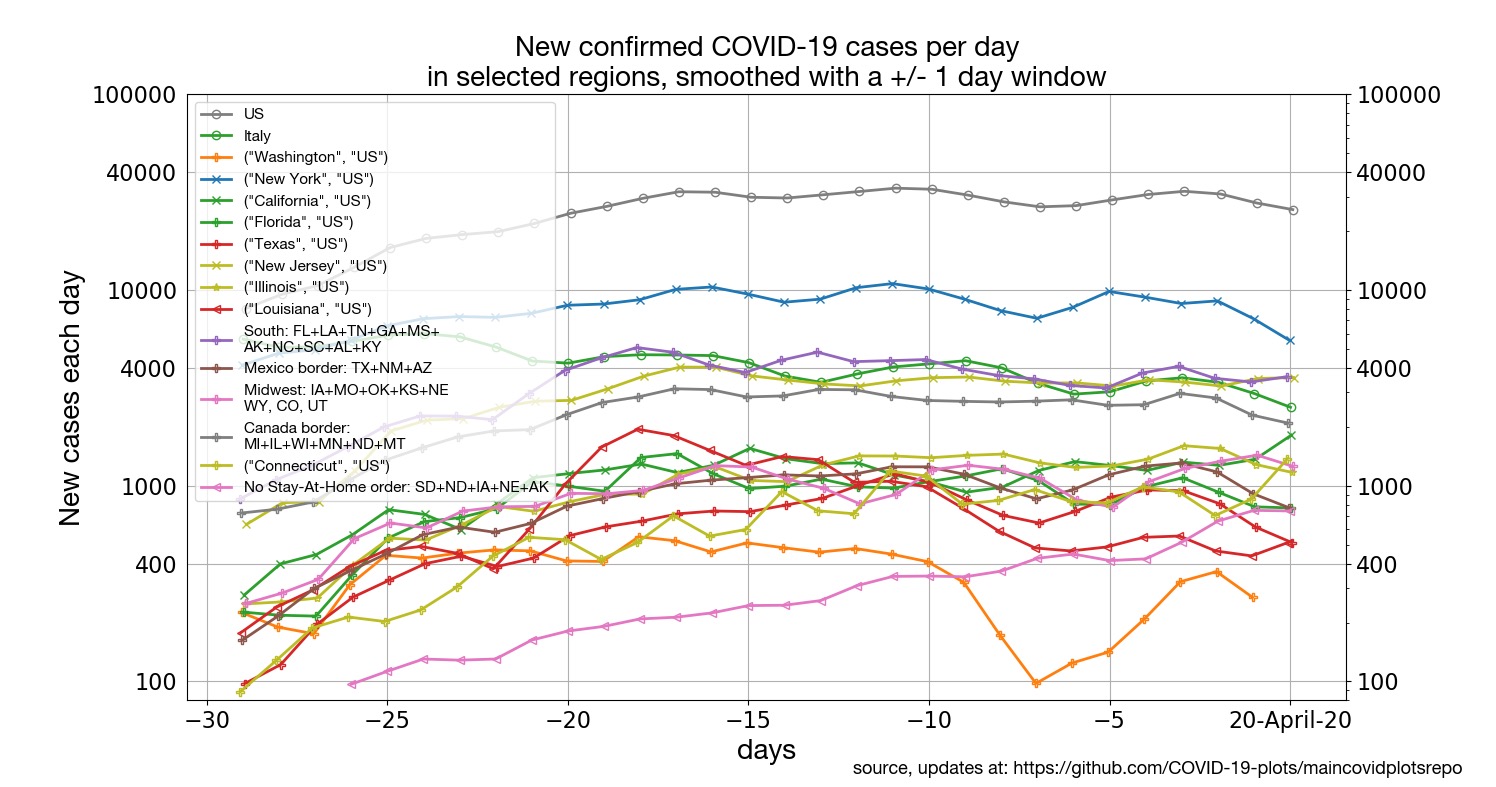 New confirmed COVID-19 cases per day
in selected regions, smoothed with a +/- 1 day window
New cases each day
100000
40000
10000
4000
1000
400
100
US
Italy
("Washington", "US")
("New York", "US")
("California", "US")
("Florida", "US")
("Texas", "US")
("New Jersey", "US")
("Illinois", "US")
("Louisiana", "US")
South: FL+LA+TN+GA+MS+
AK+NC+SC+AL+KY
Mexico border: TX+NM+AZ
Midwest: IA+MO+OK+KS+NE
WY, CO, UT
Canada border:
MI+IL+WI+MN+ND+MT
("Connecticut", "US")
No Stay-At-Home order: SD+ND+IA+NE+AK
100000
40000
10000
4000
1000
400
100
−30 −25 −20 −15 −10 −5 20-April-20
days
source, updates at: https://github.com/COVID-19-plots/maincovidplotsrepo